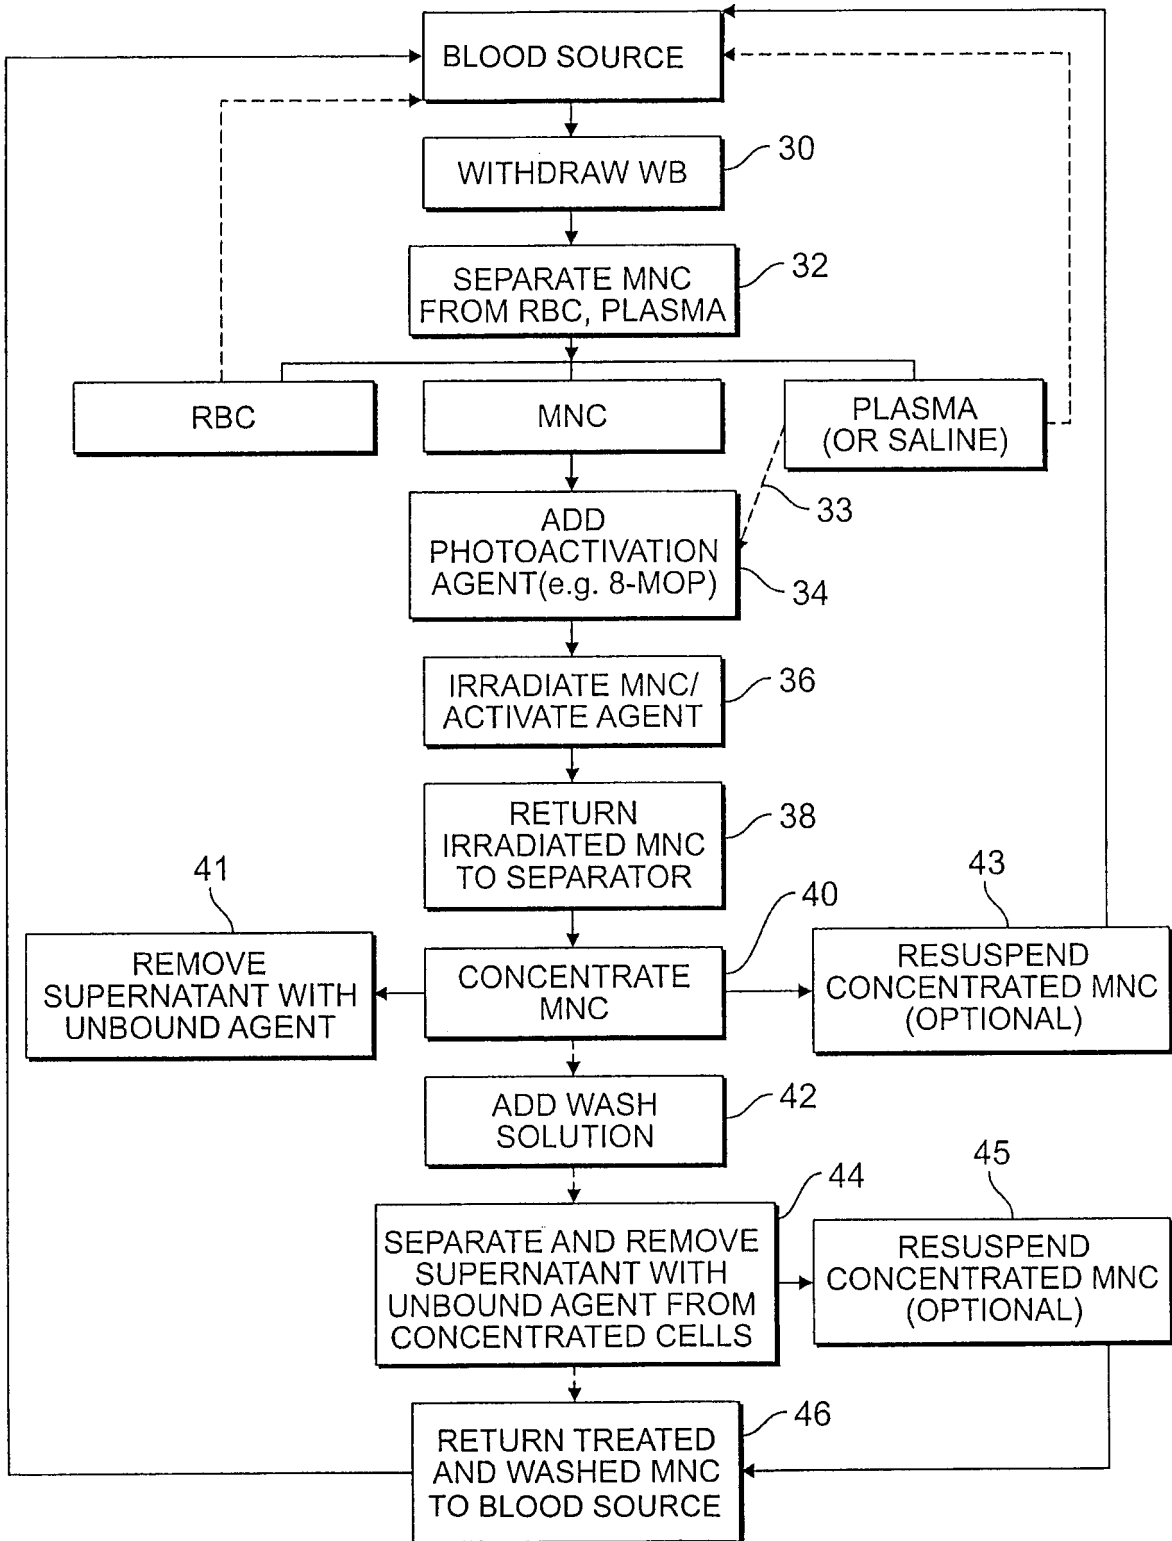 BLOOD SOURCE
WITHDRAW WB
30
SEPARATE MNC
FROM RBC, PLASMA
32
RBC
MNC
PLASMA
(OR SALINE)
33
ADD
PHOTOACTIVATION
AGENT(e.g. 8-MOP)
34
IRRADIATE MNC/
ACTIVATE AGENT
36
RETURN
IRRADIATED MNC
TO SEPARATOR
38
41
REMOVE
SUPERNATANT WITH
UNBOUND AGENT
CONCENTRATE
MNC
40
43
RESUSPEND
CONCENTRATED MNC
(OPTIONAL)
ADD WASH
SOLUTION
42
SEPARATE AND REMOVE
SUPERNATANT WITH
UNBOUND AGENT FROM
CONCENTRATED CELLS
44
45
RESUSPEND
CONCENTRATED MNC
(OPTIONAL)
RETURN TREATED
AND WASHED MNC
TO BLOOD SOURCE
46